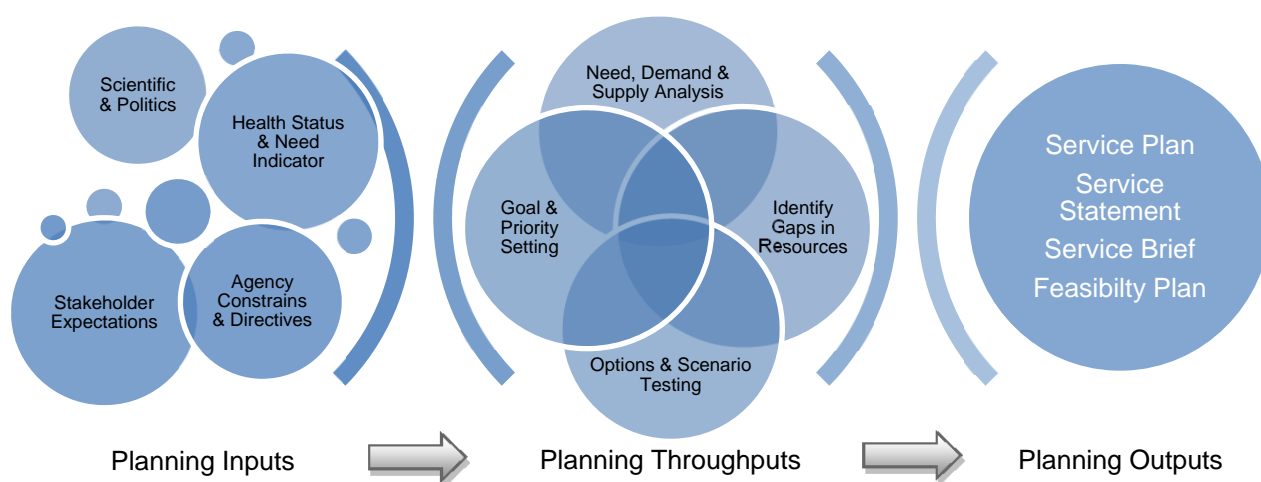 Scientific
& Politics
Health Status
& Need
Indicator
Stakeholder
Expectations
Agency
Constrains
& Directives
Need, Demand &
Supply Analysis
Goal &
Priority
Setting
Identify
Gaps in
Resources
Options & Scenario
Testing
Service Plan
Service
Statement
Service Brief
Feasibilty Plan
Planning Inputs
Planning Throughputs
Planning Outputs